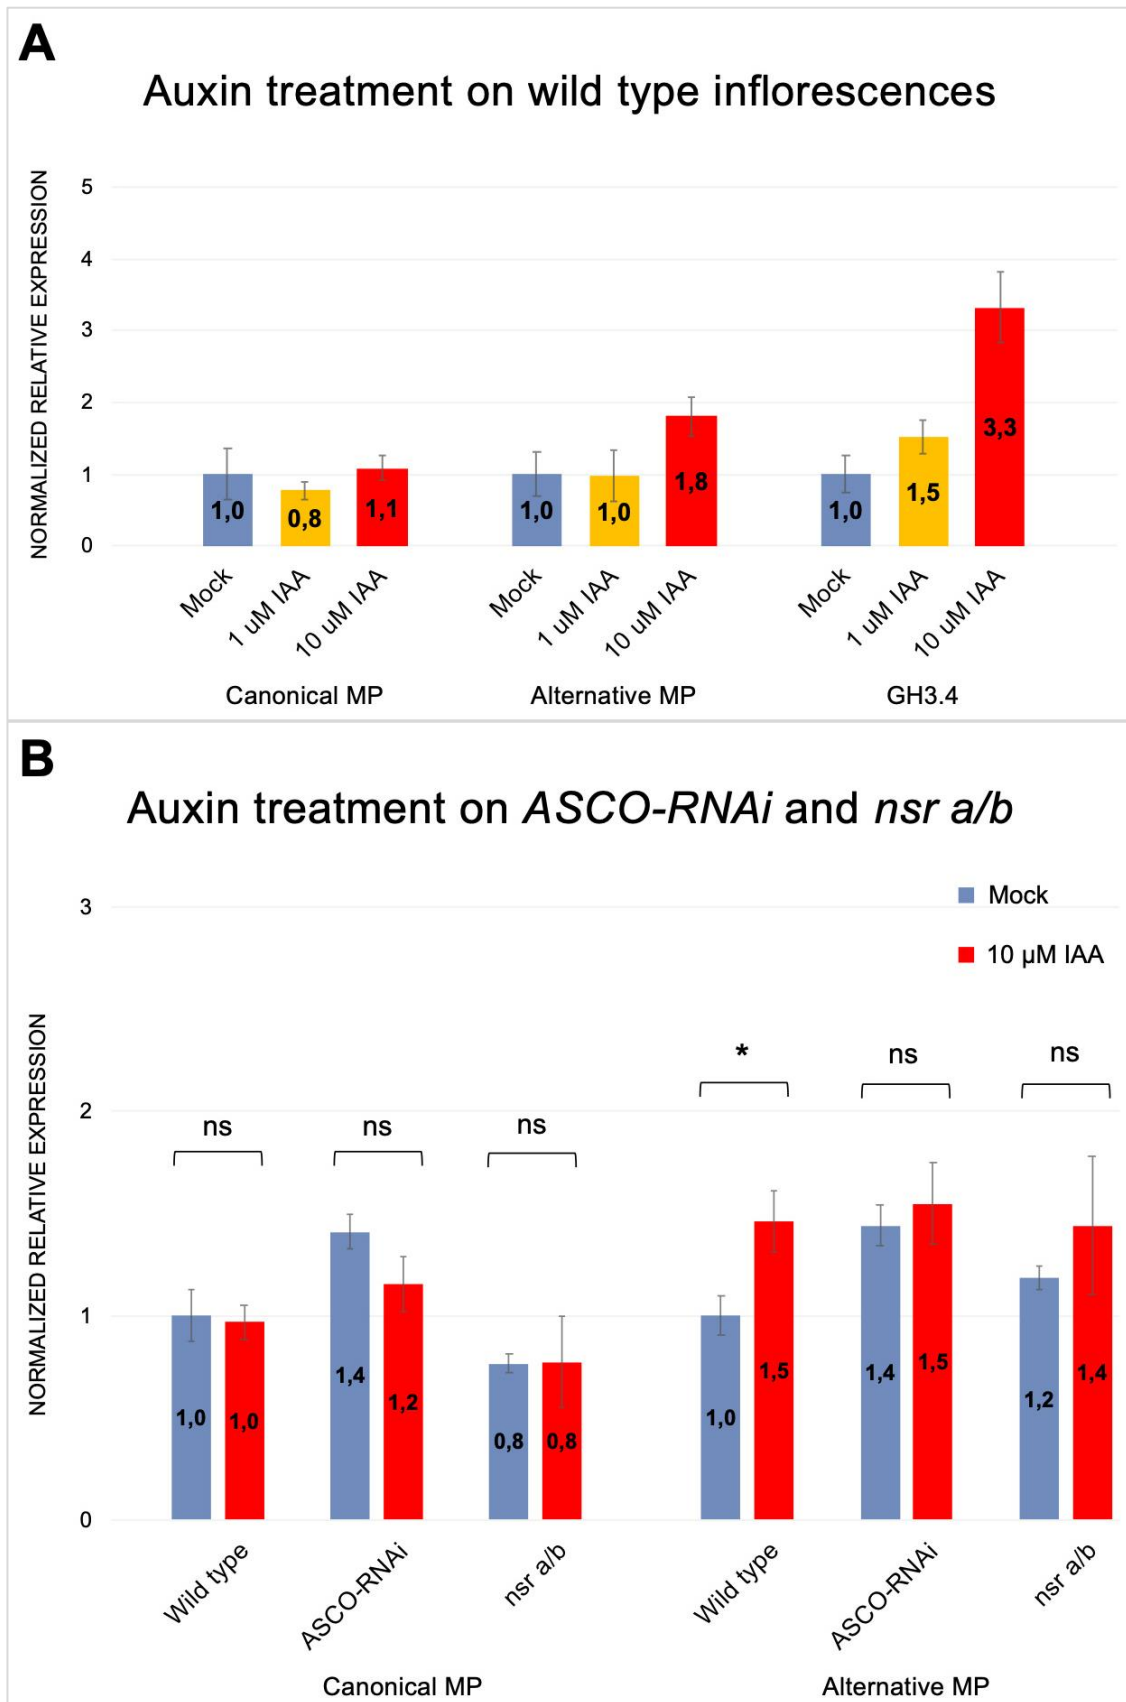 A
Auxin treatment on wild type inflorescences
NORMALIZED RELATIVE EXPRESSION
5
4
3
2
1
0
1,0
0,8
1,1
1,0
1,0
1,8
1,0
1,5
3,3
Mock
1 uM IAA
10 uM IAA
Mock
1 uM IAA
10 uM IAA
Mock
1 uM IAA
10 uM IAA
Canonical MP
Alternative MP
GH3.4
B
Auxin treatment on ASCO-RNAi and nsr a/b
Mock
10 µM IAA
NORMALIZED RELATIVE EXPRESSION
3
2
1
0
ns
ns
ns
*
ns
ns
1,0
1,0
1,4
1,2
0,8
0,8
1,0
1,5
1,4
1,5
1,2
1,4
Wild type
ASCO-RNAi
nsr a/b
Wild type
ASCO-RNAi
nsr a/b
Canonical MP
Alternative MP